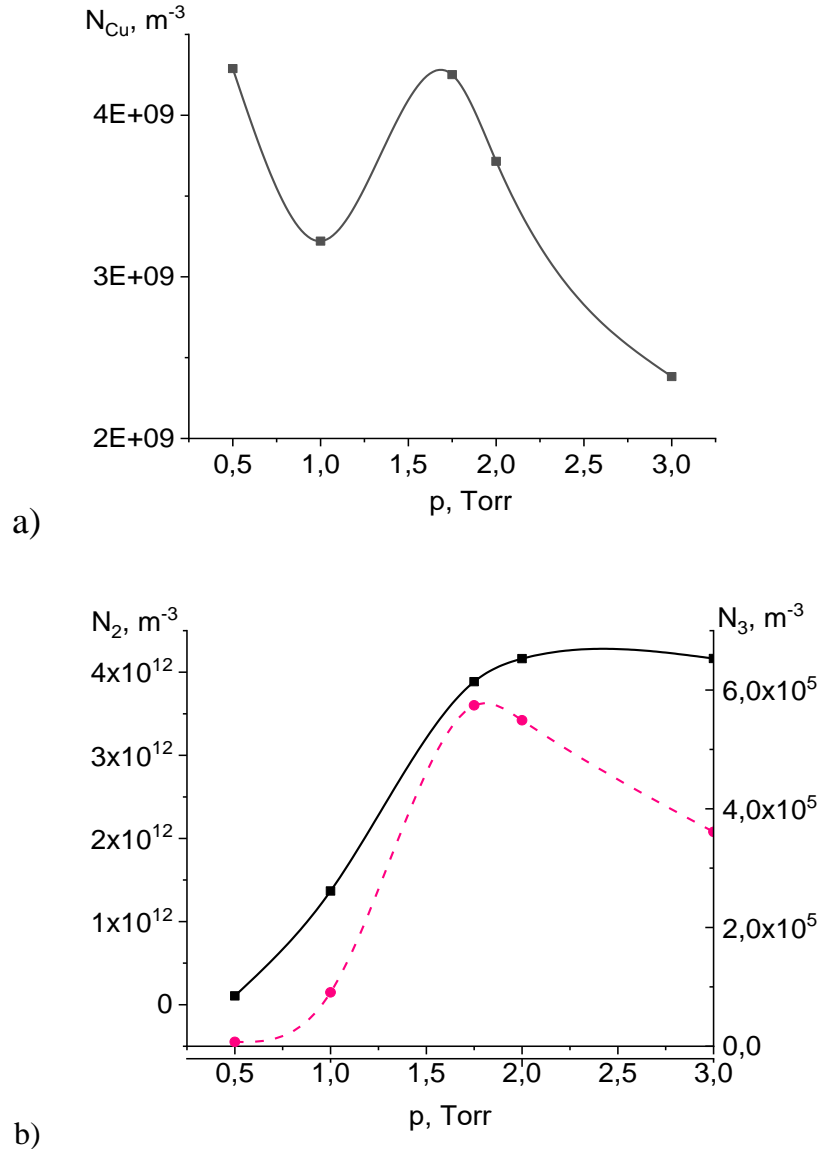 N_Cu, m^-3
4E+09
3E+09
2E+09
0,5 1,0 1,5 2,0 2,5 3,0
p, Torr
a)
N_2, m^-3 N_3, m^-3
4x10^12
6,0x10^5
3x10^12
4,0x10^5
2x10^12
1x10^12
2,0x10^5
0
0,0
0,5 1,0 1,5 2,0 2,5 3,0
p, Torr
b)